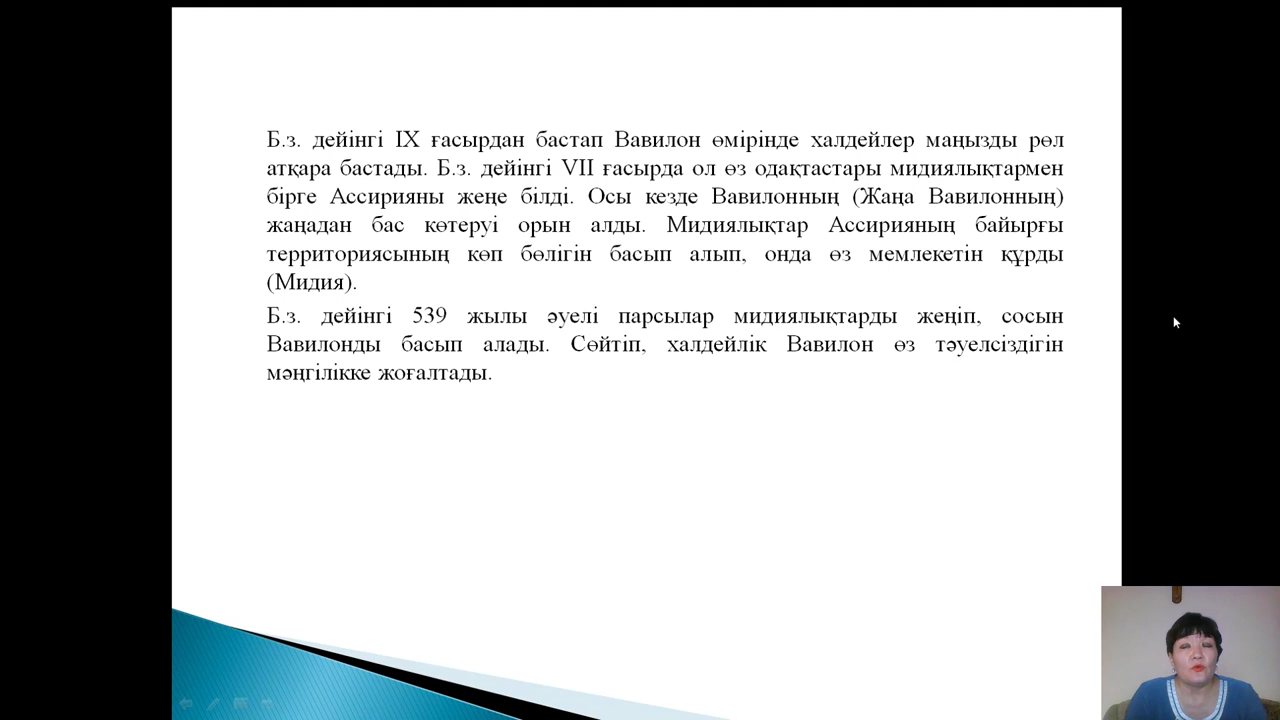 Б.з. дейінгі IX ғасырдан бастап Вавилон өмірінде халдейлер маңызды рөл
атқара бастады. Б.з. дейінгі VII ғасырда ол өз одақтастары мидиялықтармен
бірге Ассирияны жеңе білді. Осы кезде Вавилонның (Жаңа Вавилонның)
жаңадан бас көтеруі орын алды. Мидиялықтар Ассирияның байырғы
территориясының көп бөлігін басып алып, онда өз мемлекетін құрды
(Мидия).
Б.з. дейінгі 539 жылы әуелі парсылар мидиялықтарды жеңіп, сосын
Вавилонды басып алады. Сөйтіп, халдейлік Вавилон өз тәуелсіздігін
мәңгілікке жоғалтады.